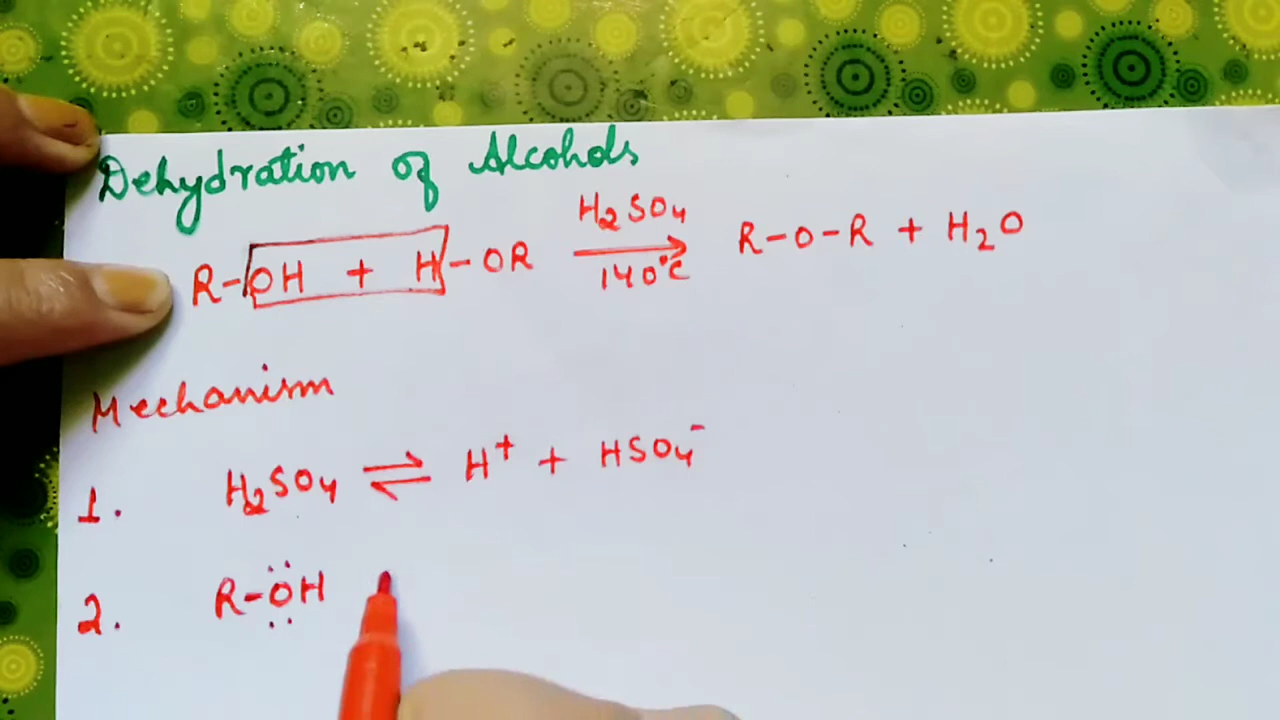 Dehydration of Alcohols
R-OH + H-OR H₂SO₄ → 140°C R-O-R + H₂O
Mechanism
1. H₂SO₄ ⇌ H⁺ + HSO₄⁻
2. R-ÖH